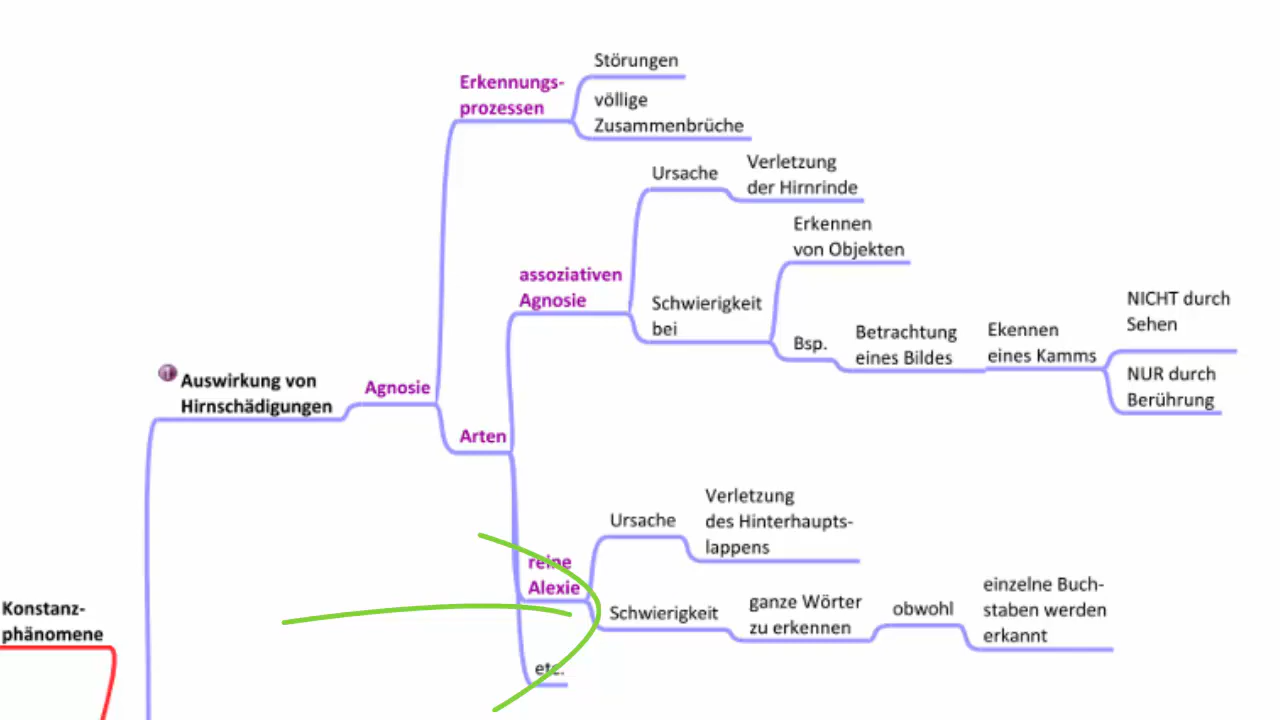 Störungen
Erkennungs-
prozessen
völlige
Zusammenbrüche
Ursache
Verletzung
der Hirnrinde
Erkennen
von Objekten
assoziativen
Agnosie
Schwierigkeit
bei
Bsp.
Betrachtung
eines Bildes
Ekennen
eines Kamms
NICHT durch
Sehen
NUR durch
Berührung
Auswirkung von
Hirnschädigungen
Agnosie
Arten
Ursache
Verletzung
des Hinterhaupts-
lappens
reine
Alexie
Schwierigkeit
ganze Wörter
zu erkennen
obwohl
einzelne Buch-
staben werden
erkannt
etc.
Konstanz-
phänomene